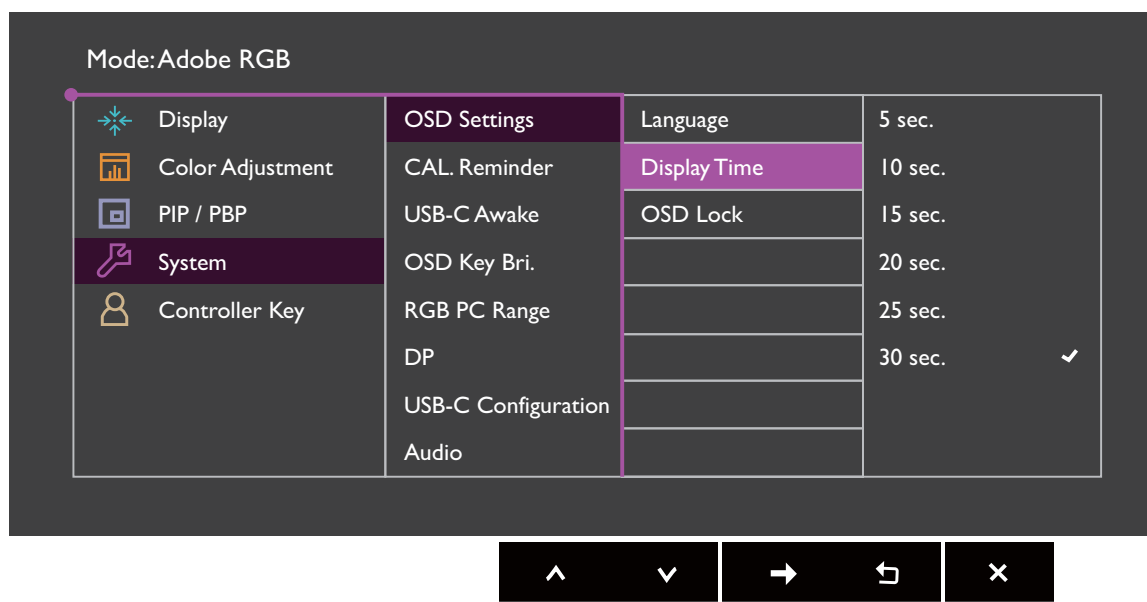 Mode: Adobe RGB
Display
Color Adjustment
PIP / PBP
System
Controller Key
OSD Settings
CAL. Reminder
USB-C Awake
OSD Key Bri.
RGB PC Range
DP
USB-C Configuration
Audio
Language
Display Time
OSD Lock
5 sec.
10 sec.
15 sec.
20 sec.
25 sec.
30 sec.